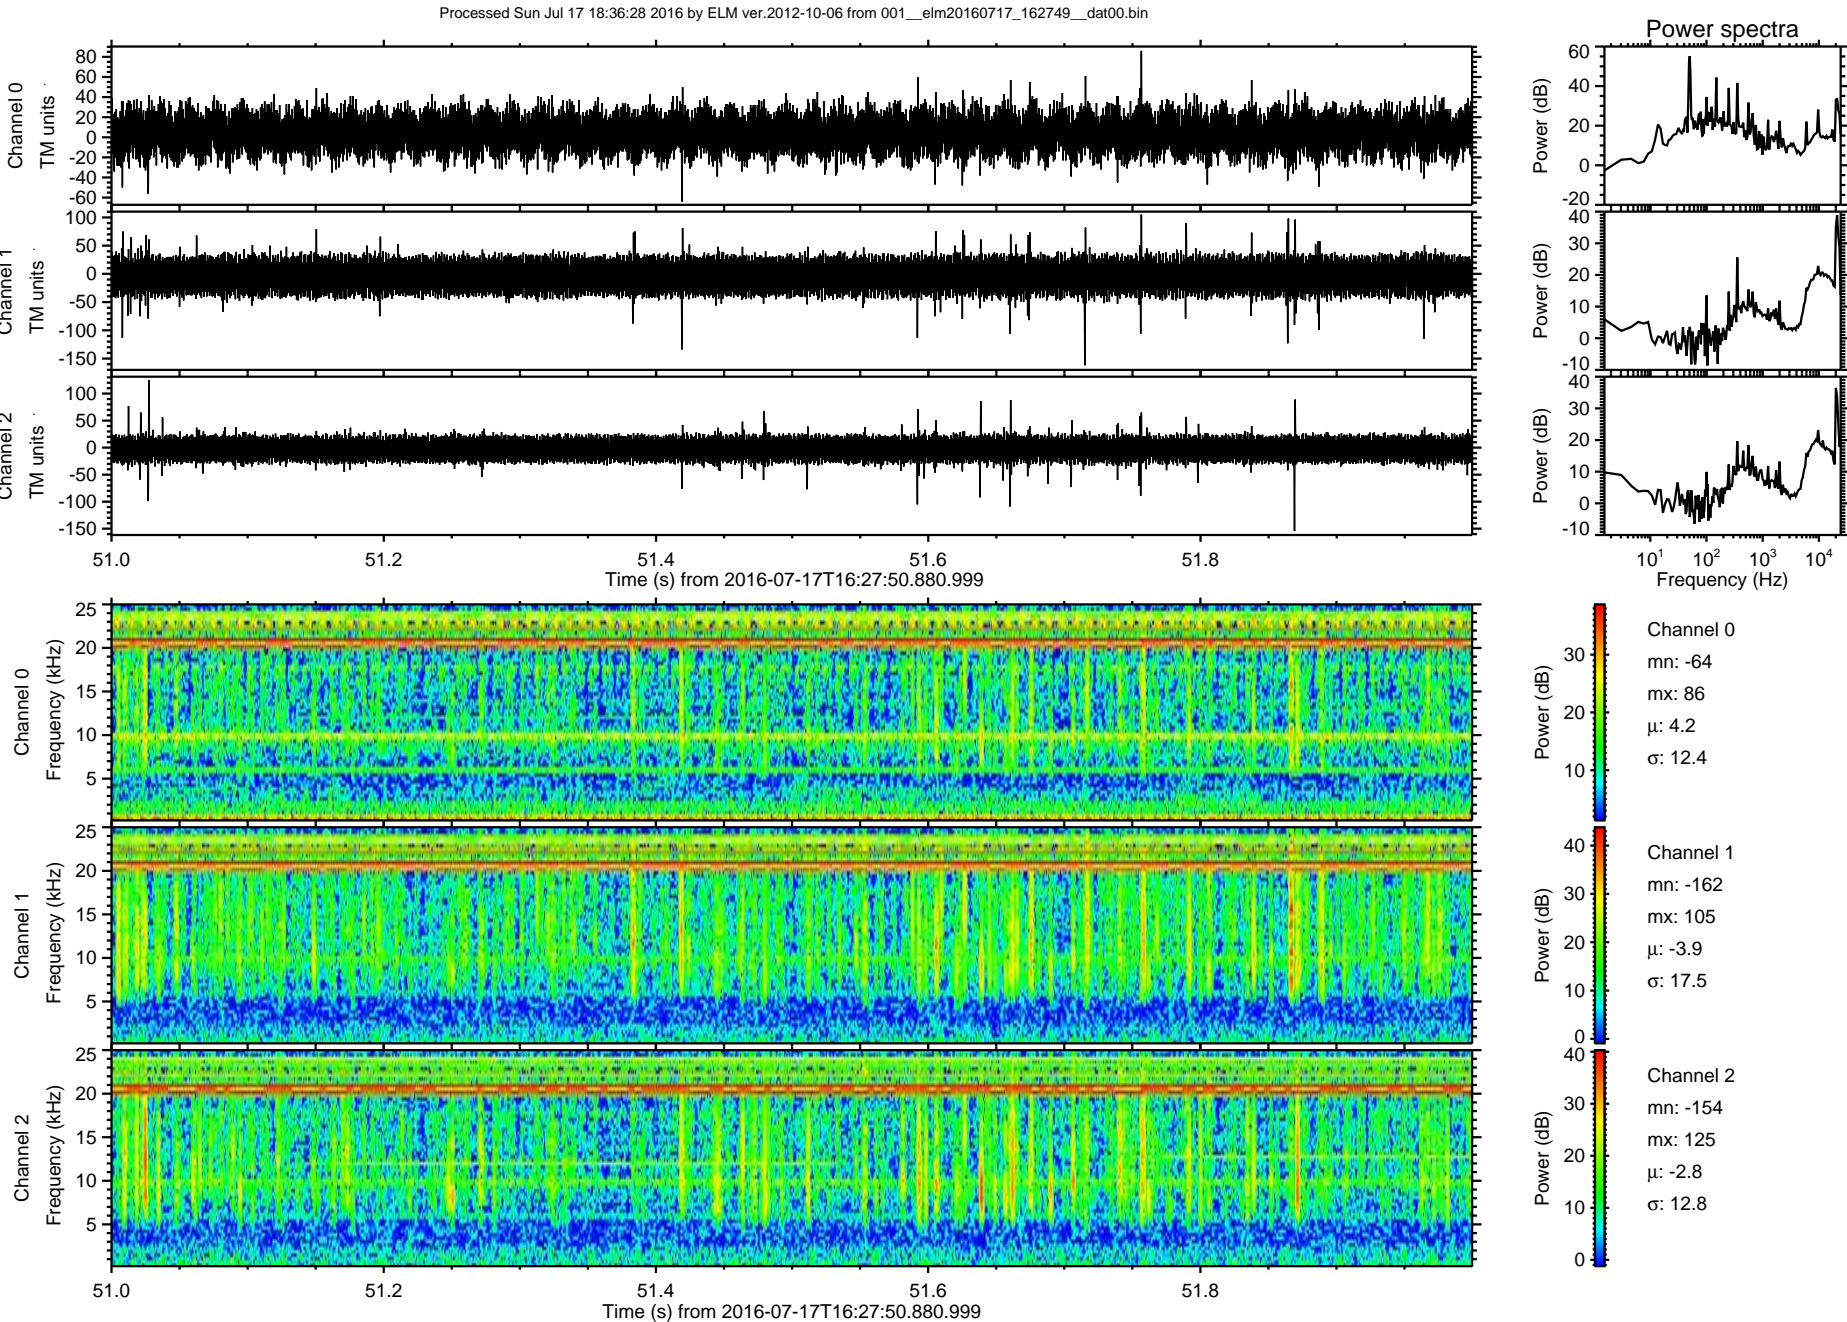 Processed Sun Jul 17 18:36:28 2016 by ELM ver.2012-10-06 from 001__elm20160717_162749__dat00.bin
Power spectra
Channel 0
TM units
80
60
40
20
0
-20
-40
-60
Power (dB)
60
40
20
0
-20
Channel 1
TM units
100
50
0
-50
-100
-150
Power (dB)
40
30
20
10
0
-10
Channel 2
TM units
100
50
0
-50
-100
-150
Power (dB)
40
30
20
10
0
-10
51.0 51.2 51.4 51.6 51.8
Time (s) from 2016-07-17T16:27:50.880.999
10¹ 10² 10³ 10⁴
Frequency (Hz)
Channel 0
Frequency (kHz)
25
20
15
10
5
Power (dB)
30
20
10
Channel 0
mn: -64
mx: 86
μ: 4.2
σ: 12.4
Channel 1
Frequency (kHz)
25
20
15
10
5
Power (dB)
40
30
20
10
0
Channel 1
mn: -162
mx: 105
μ: -3.9
σ: 17.5
Channel 2
Frequency (kHz)
25
20
15
10
5
Power (dB)
40
30
20
10
0
Channel 2
mn: -154
mx: 125
μ: -2.8
σ: 12.8
51.0 51.2 51.4 51.6 51.8
Time (s) from 2016-07-17T16:27:50.880.999